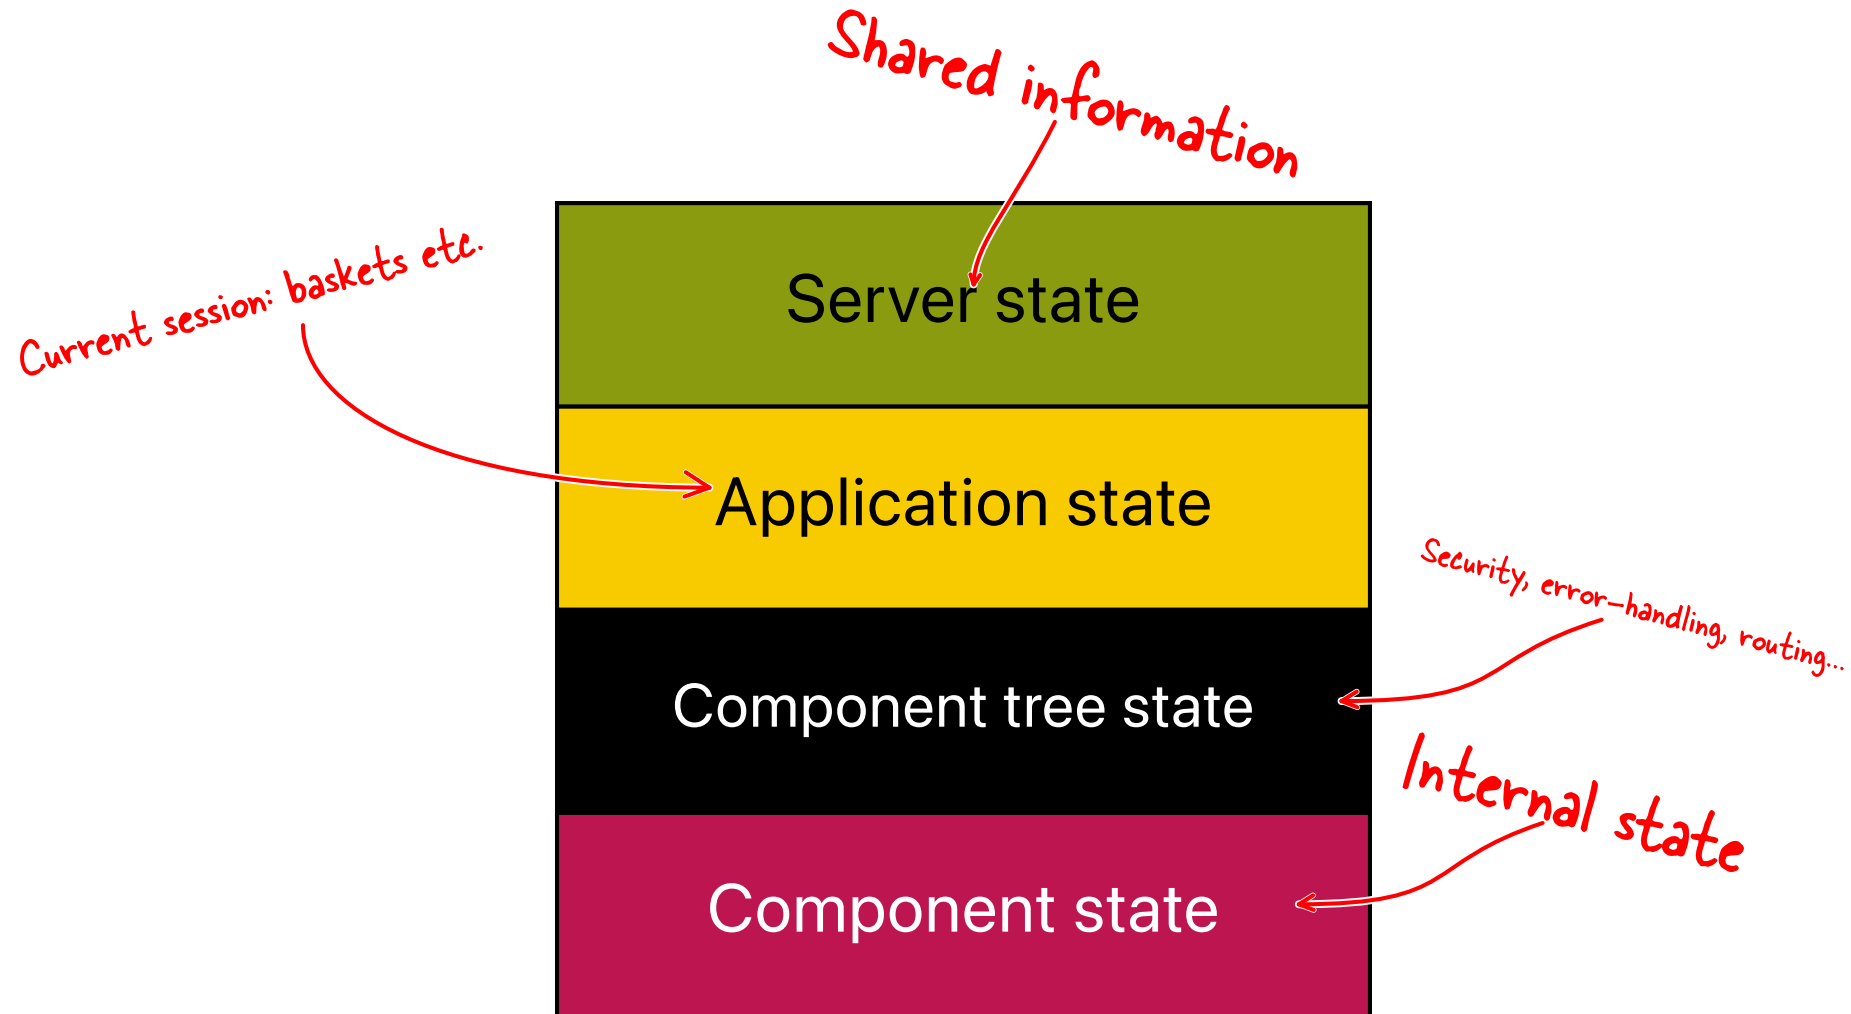 Shared information
Current session: baskets etc.
Server state
Application state
Security, error-handling, routing...
Component tree state
Internal state
Component state